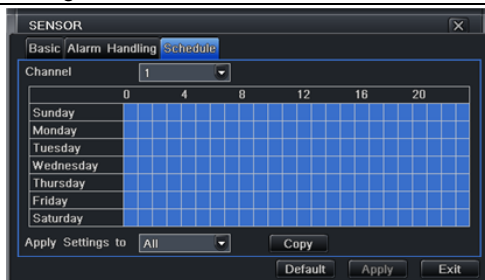 SENSOR X
Basic Alarm Handling Schedule
Channel 1
0 4 8 12 16 20
Sunday
Monday
Tuesday
Wednesday
Thursday
Friday
Saturday
Apply Settings to All Copy
Default Apply Exit